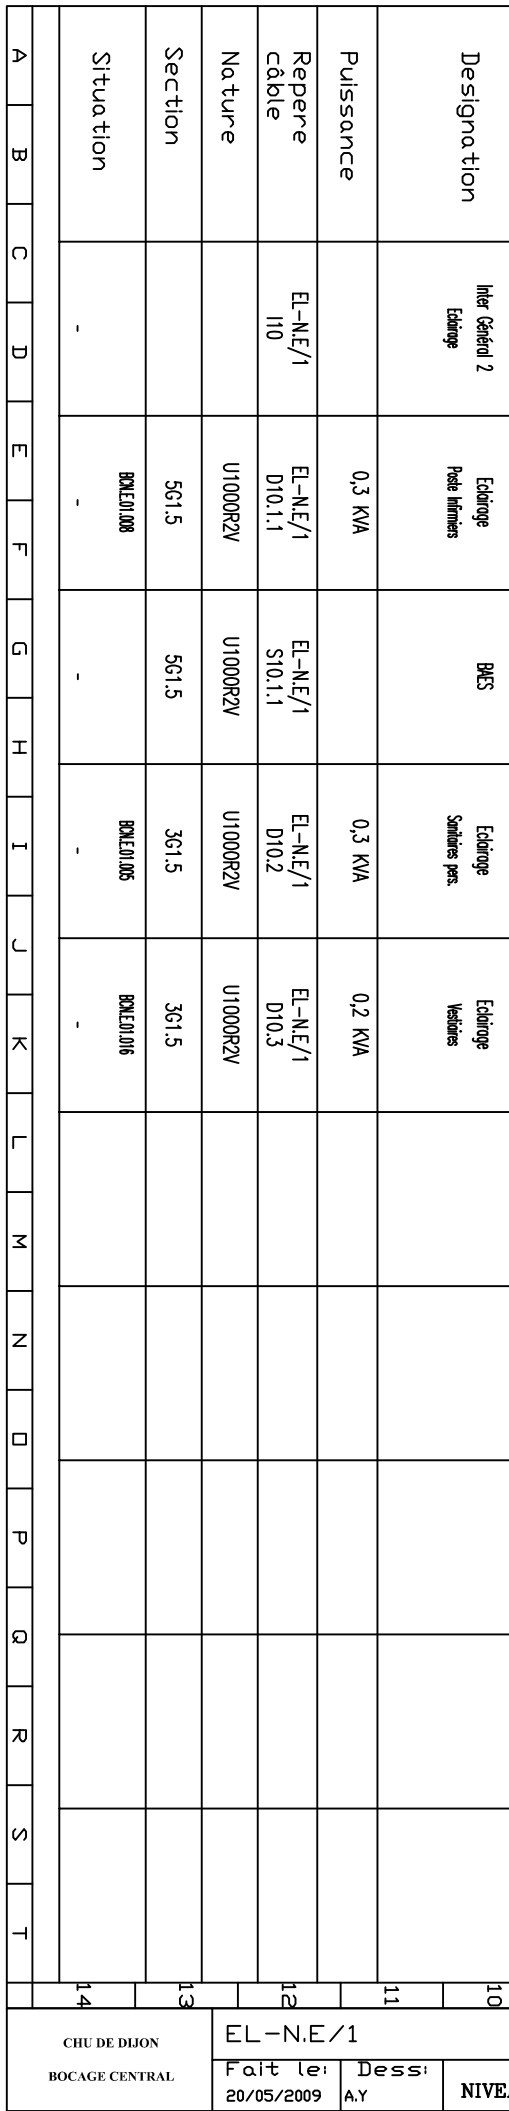 Designation
Inter Général 2
Eclairage
Eclairage
Poste Infirmiers
BAES
Eclairage
Sanitaires pers.
Eclairage
Vestiaires
Puissance
0,3 KVA
0,3 KVA
0,2 KVA
Repere
câble
EL-N.E/1
I10
EL-N.E/1
D10.1.1
EL-N.E/1
S10.1.1
EL-N.E/1
D10.2
EL-N.E/1
D10.3
Nature
U1000R2V
U1000R2V
U1000R2V
U1000R2V
Section
5G1.5
5G1.5
3G1.5
3G1.5
Situation
BCN.E.01.008
BCN.E.01.005
BCN.E.01.016
-
-
-
-
-
A B C D E F G H I J K L M N O P Q R S T
10
11
12
13
14
CHU DE DIJON
BOCAGE CENTRAL
EL-N.E/1
Fait le:
20/05/2009
Dess:
A.Y